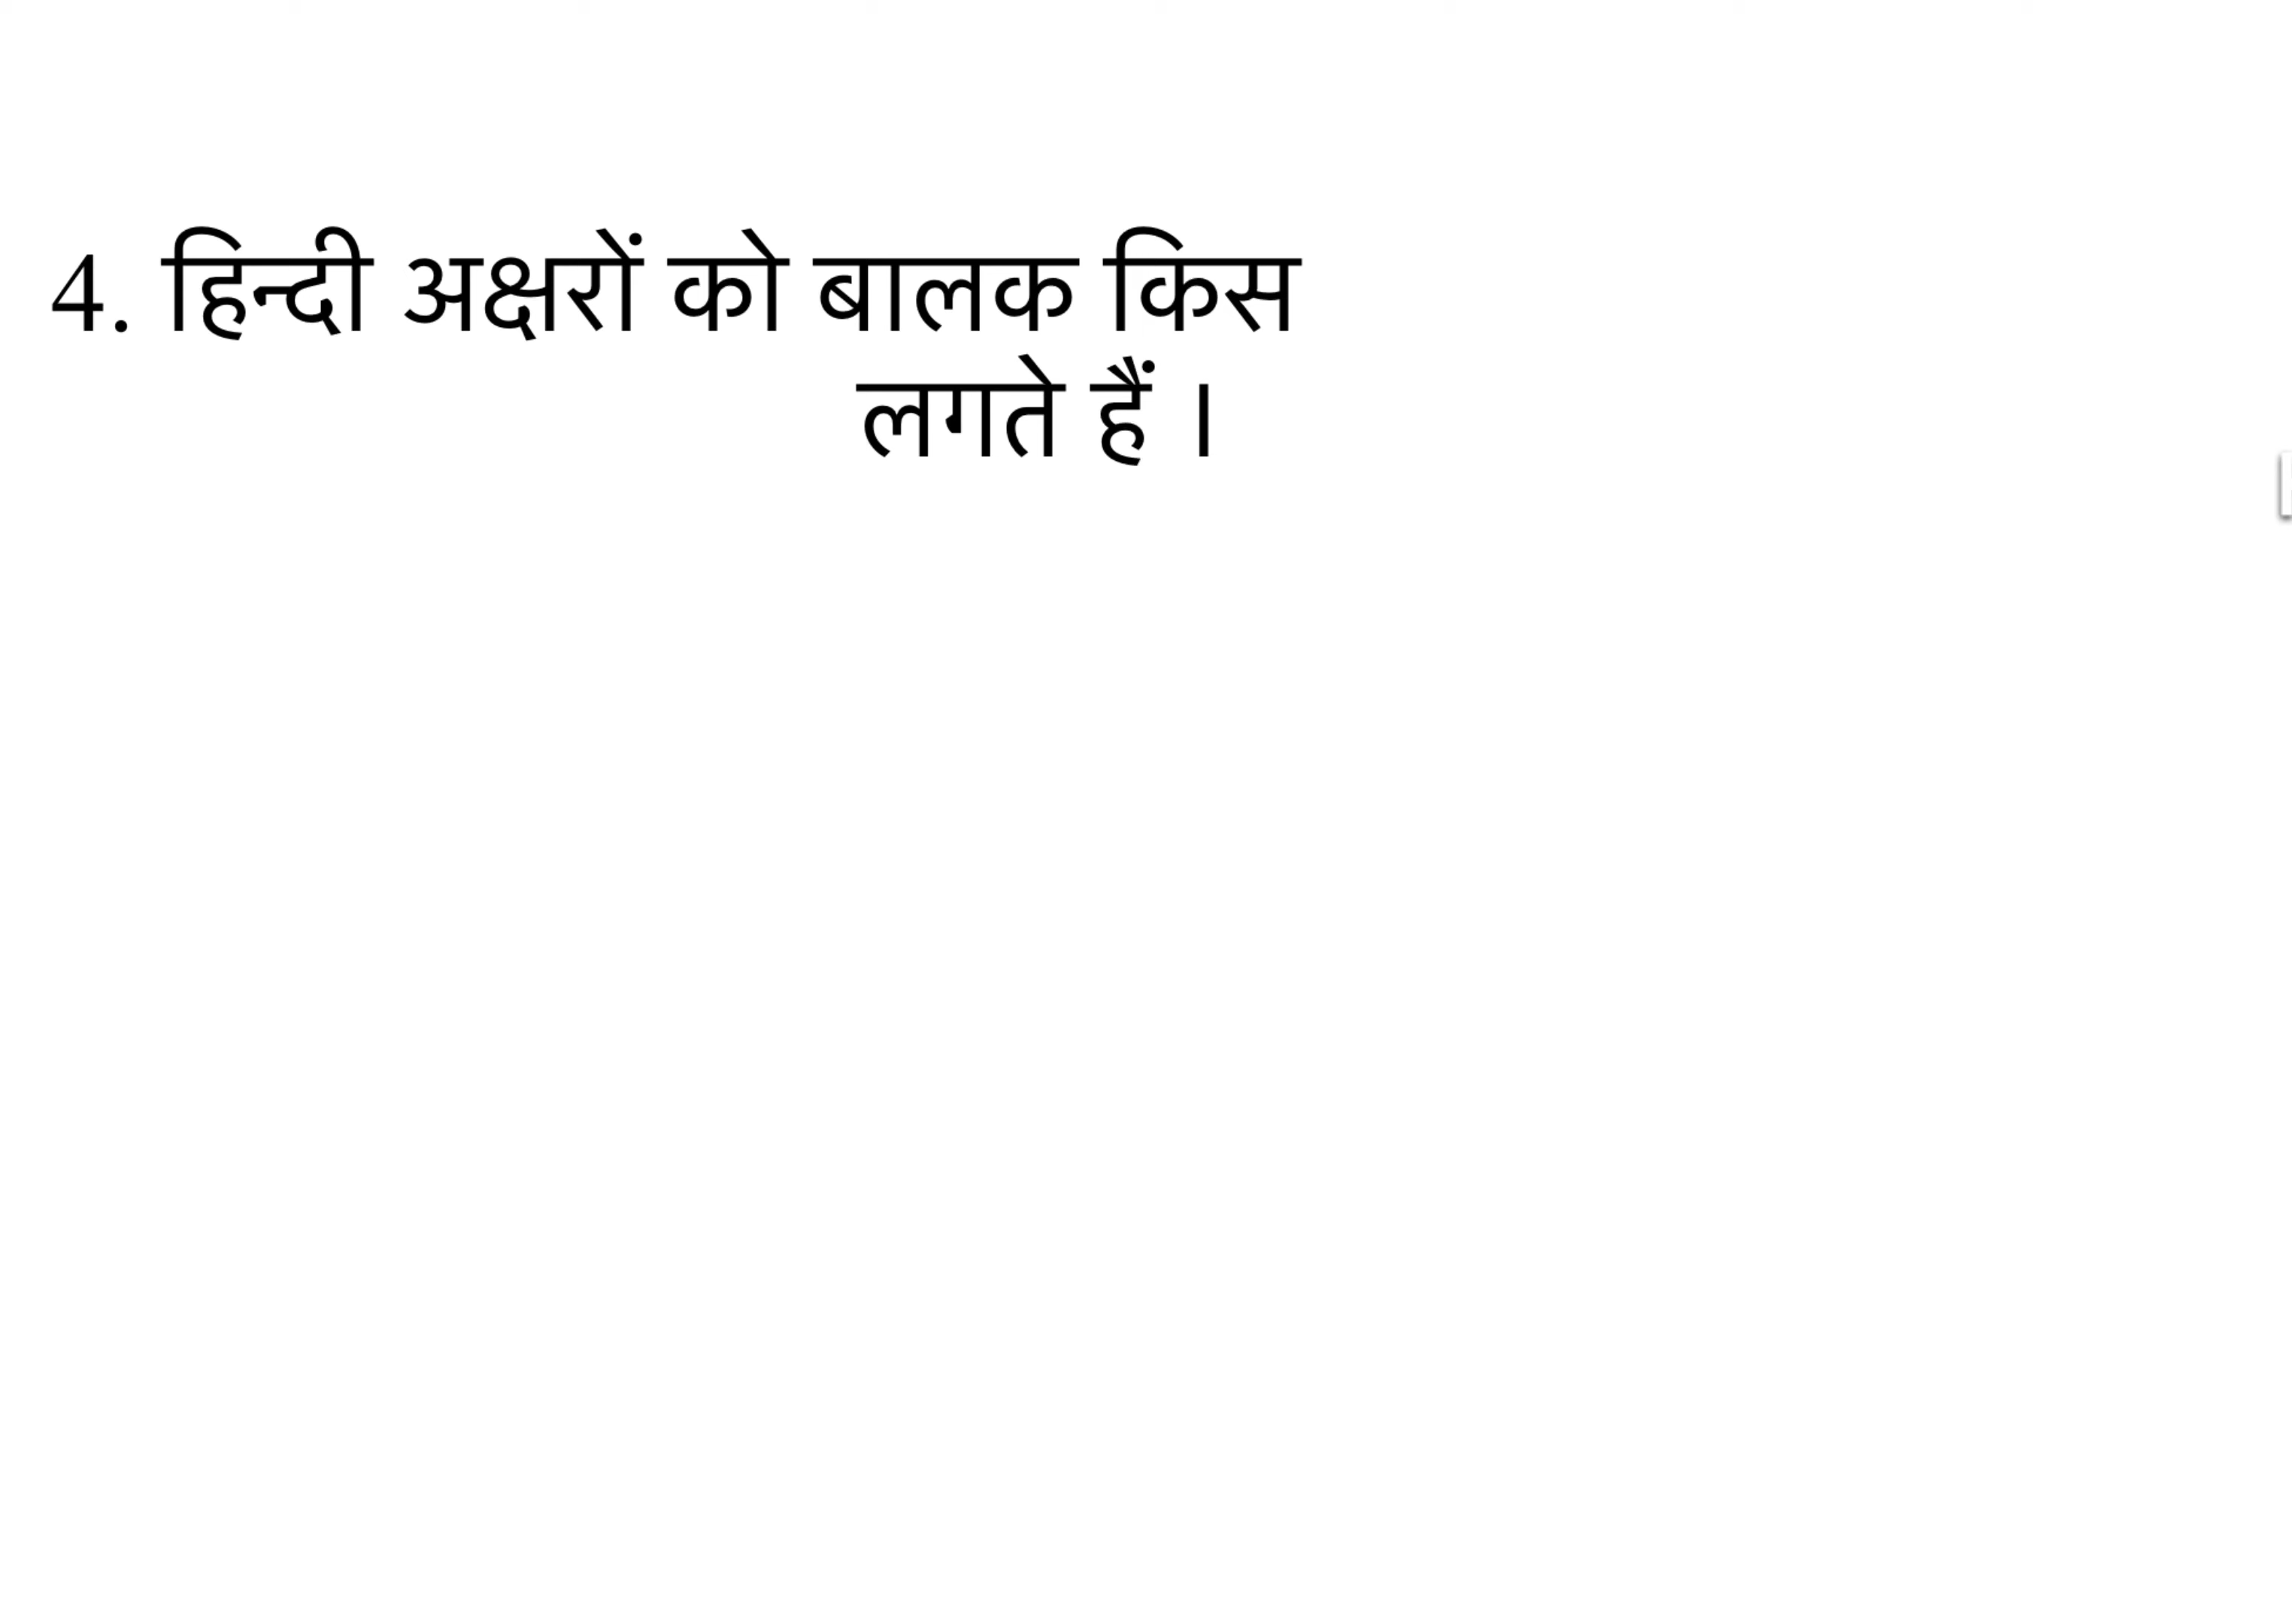 4. हिन्दी अक्षरों को बालक किस
लगते हैं ।